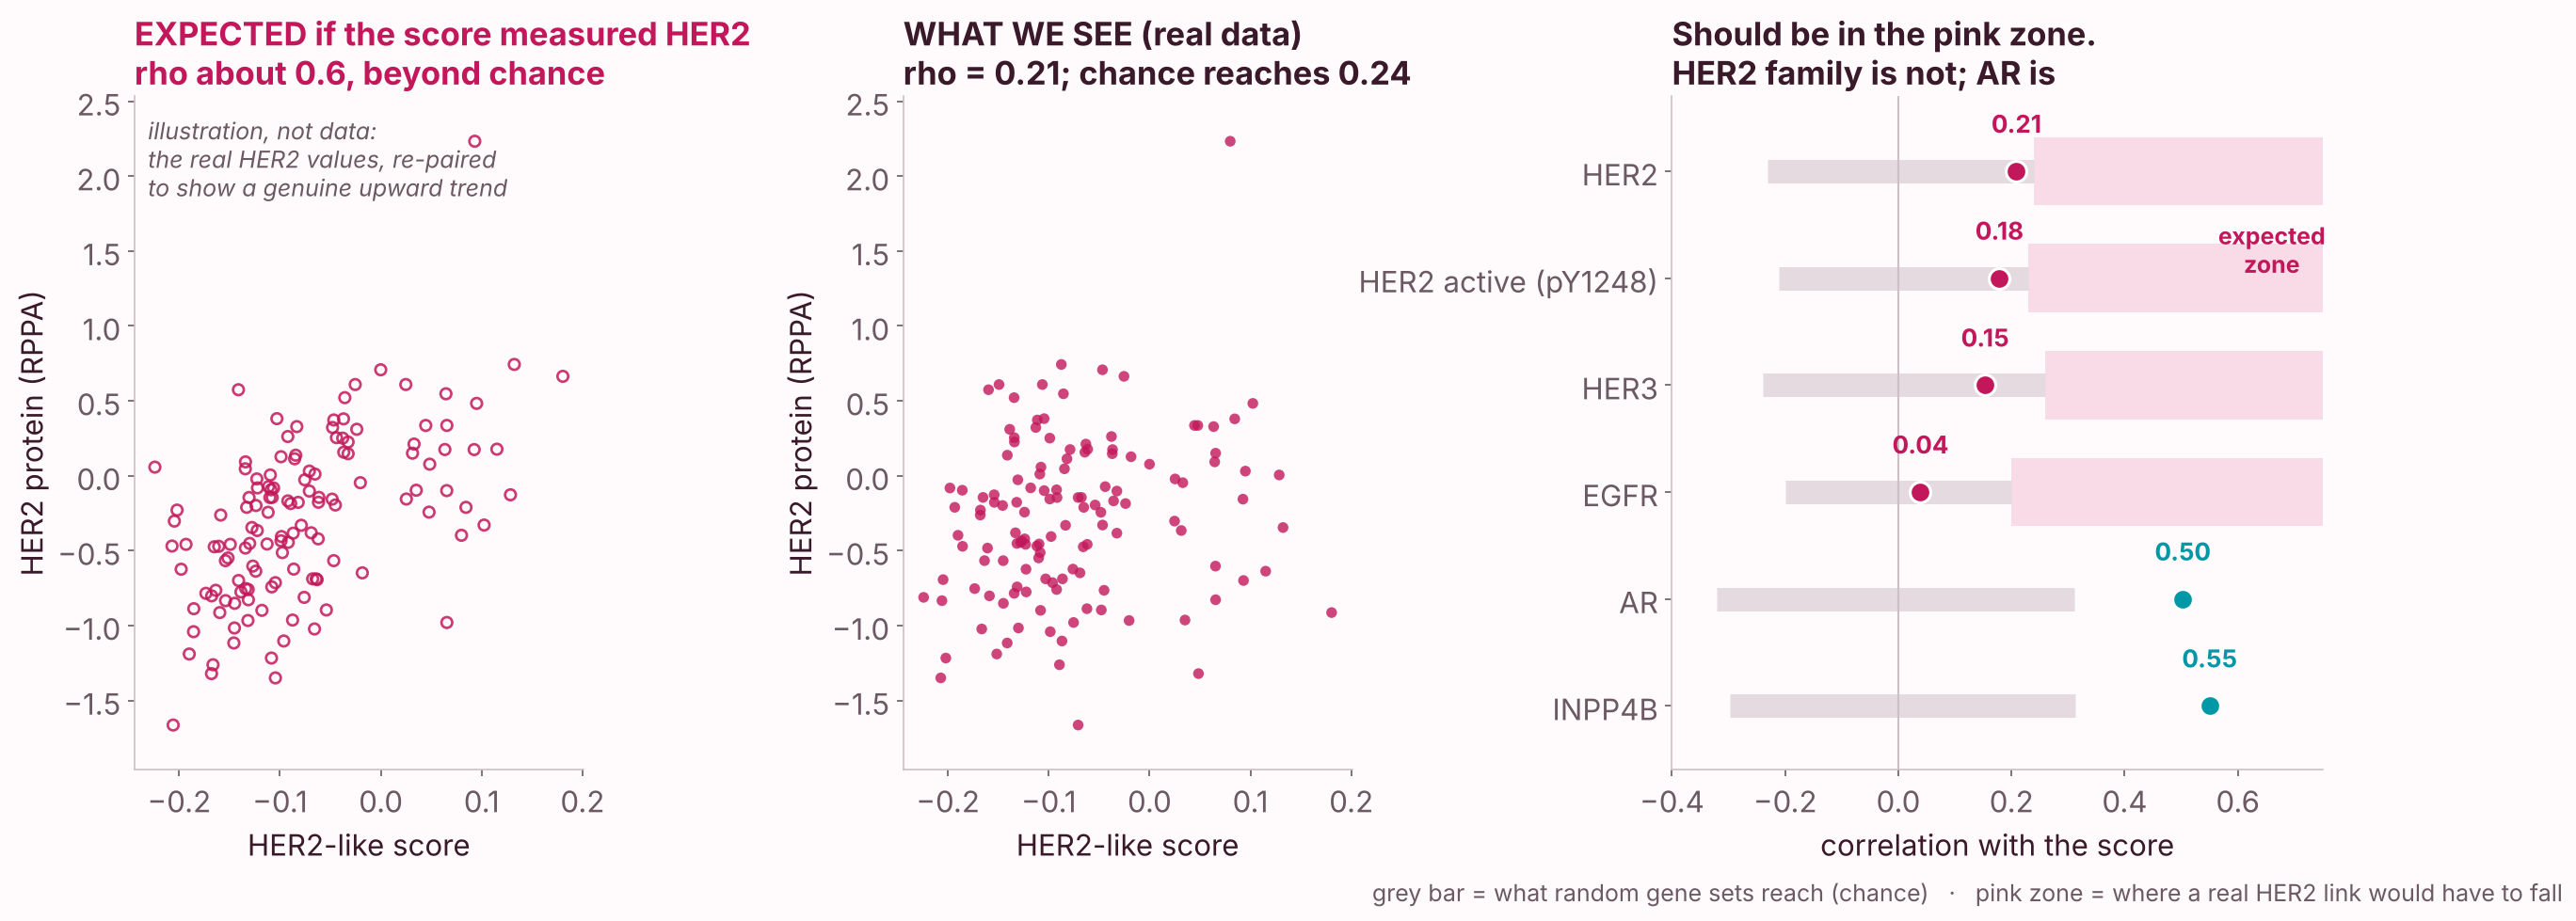 EXPECTED if the score measured HER2
rho about 0.6, beyond chance
2.5
2.0
1.5
1.0
0.5
0.0
−0.5
−1.0
−1.5
HER2 protein (RPPA)
illustration, not data:
the real HER2 values, re-paired
to show a genuine upward trend
−0.2
−0.1
0.0
0.1
0.2
HER2-like score
WHAT WE SEE (real data)
rho = 0.21; chance reaches 0.24
2.5
2.0
1.5
1.0
0.5
0.0
−0.5
−1.0
−1.5
HER2 protein (RPPA)
−0.2
−0.1
0.0
0.1
0.2
HER2-like score
Should be in the pink zone.
HER2 family is not; AR is
0.21
HER2
0.18
expected
zone
HER2 active (pY1248)
0.15
HER3
0.04
EGFR
0.50
AR
0.55
INPP4B
−0.4
−0.2
0.0
0.2
0.4
0.6
correlation with the score
grey bar = what random gene sets reach (chance) · pink zone = where a real HER2 link would have to fall